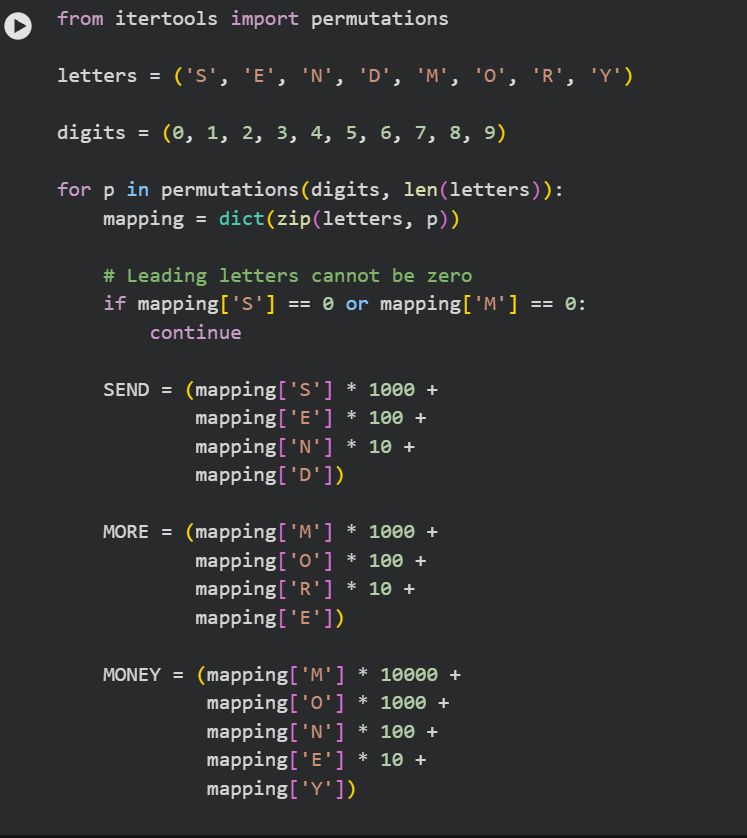 from itertools import permutations
letters = ('S', 'E', 'N', 'D', 'M', 'O', 'R', 'Y')
digits = (0, 1, 2, 3, 4, 5, 6, 7, 8, 9)
for p in permutations(digits, len(letters)):
    mapping = dict(zip(letters, p))
    # Leading letters cannot be zero
    if mapping['S'] == 0 or mapping['M'] == 0:
        continue
    SEND = (mapping['S'] * 1000 +
            mapping['E'] * 100 +
            mapping['N'] * 10 +
            mapping['D'])
    MORE = (mapping['M'] * 1000 +
            mapping['O'] * 100 +
            mapping['R'] * 10 +
            mapping['E'])
    MONEY = (mapping['M'] * 10000 +
             mapping['O'] * 1000 +
             mapping['N'] * 100 +
             mapping['E'] * 10 +
             mapping['Y'])